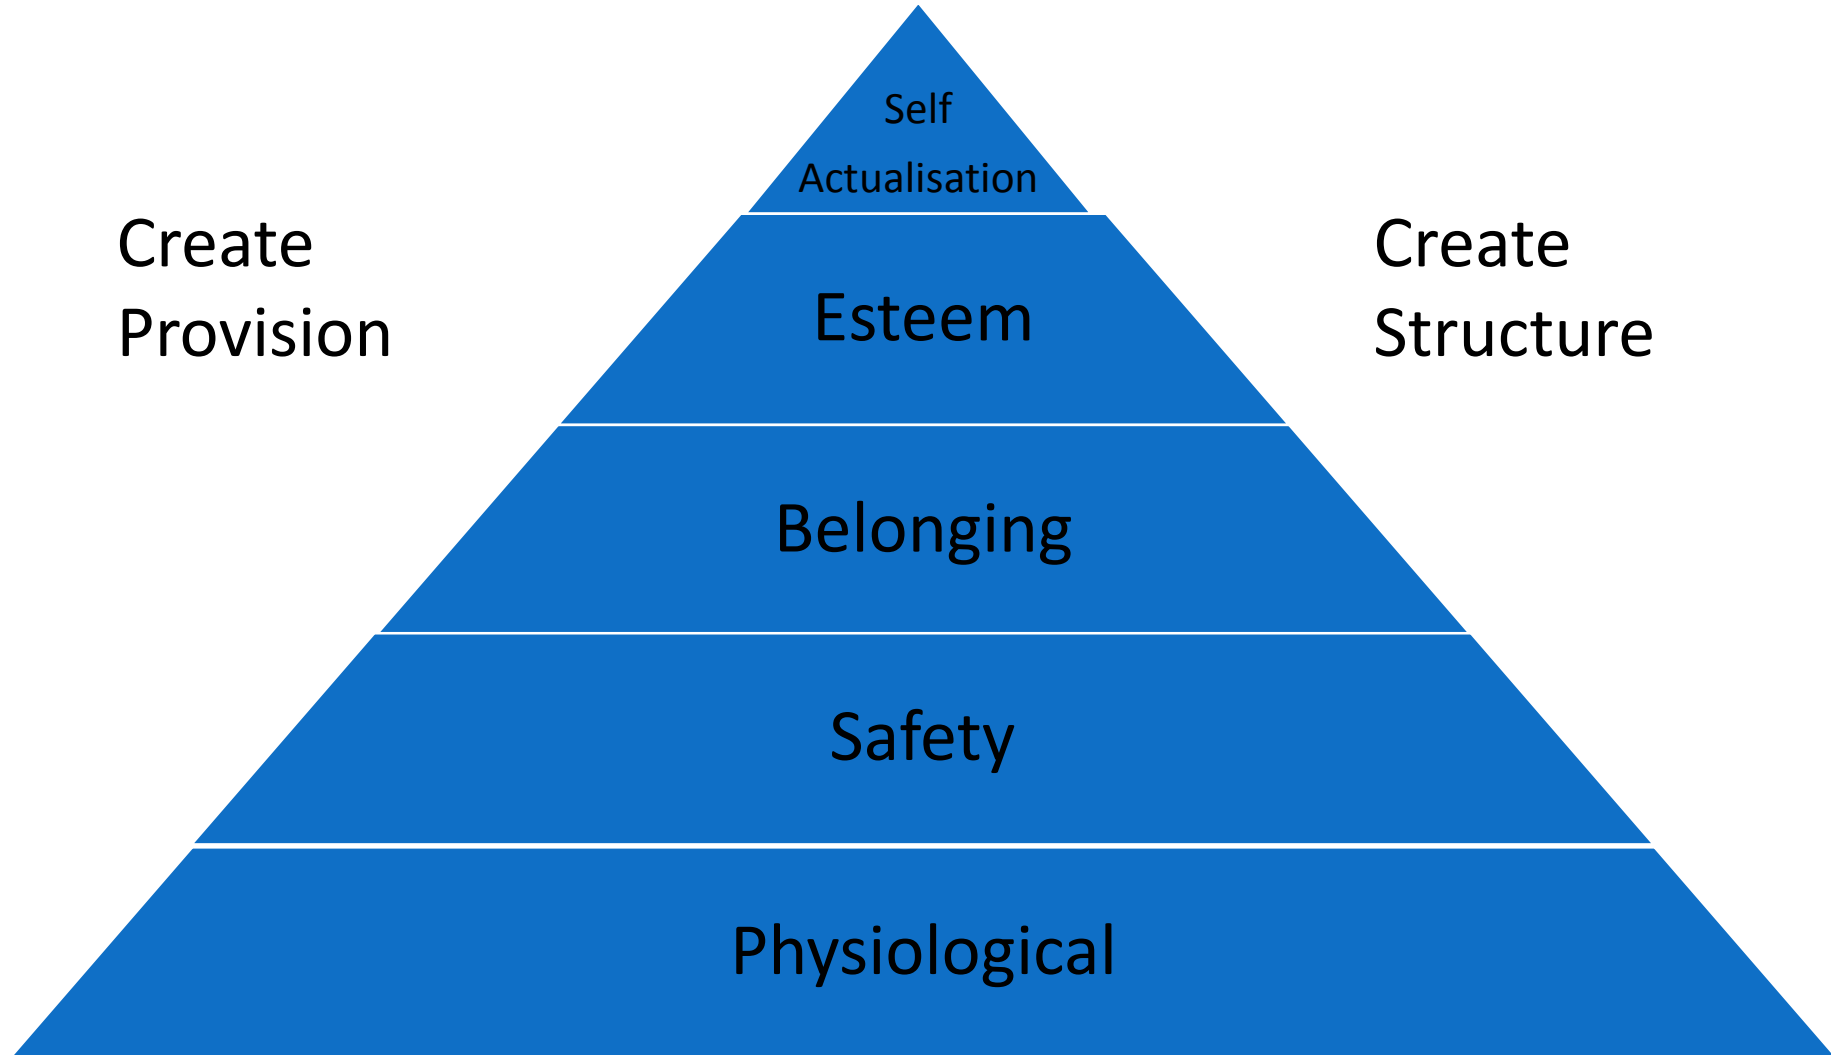 Self
Actualisation
Create
Provision
Create
Structure
Esteem
Belonging
Safety
Physiological